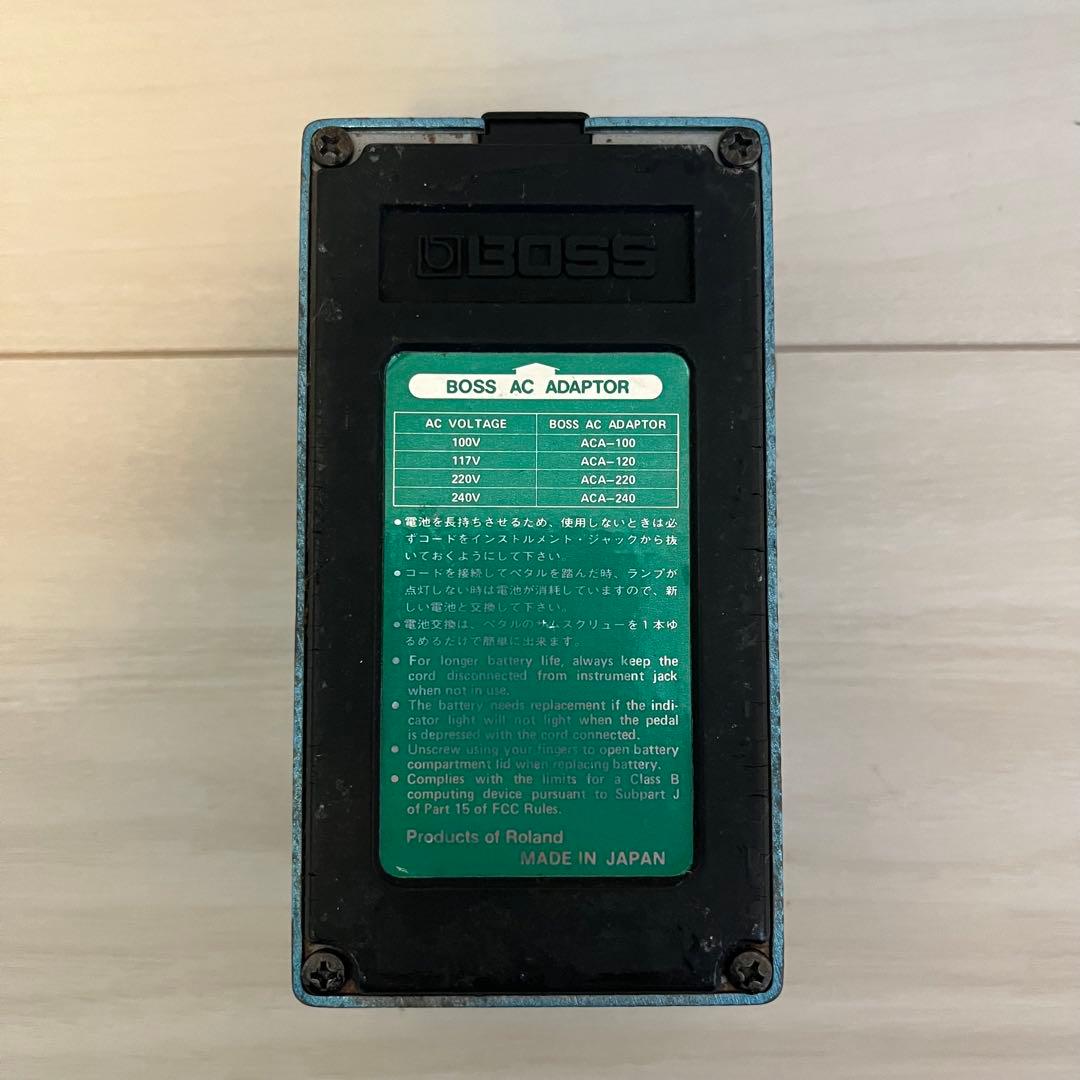 BOSS
BOSS AC ADAPTOR
AC VOLTAGE BOSS AC ADAPTOR
100V ACA-100
117V ACA-120
220V ACA-220
240V ACA-240
●電池を長持ちさせるため、使用しないときは必
ずコードをインストルメント・ジャックから抜
いておくようにして下さい。
●コードを接続してペタルを踏んだ時、ランプが
点灯しない時は電池が消耗していますので、新
しい電池と交換して下さい。
●電池交換は、ペタルのサムスクリューを1本ゆ
るめるだけで簡単に出来ます。
● For longer battery life, always keep the
cord disconnected from instrument jack
when not in use.
● The battery needs replacement if the indi-
cator light will not light when the pedal
is depressed with the cord connected.
● Unscrew using your fingers to open battery
compartment lid when replacing battery.
● Complies with the limits for a Class B
computing device pursuant to Subpart J
of Part 15 of FCC Rules.
Products of Roland
MADE IN JAPAN